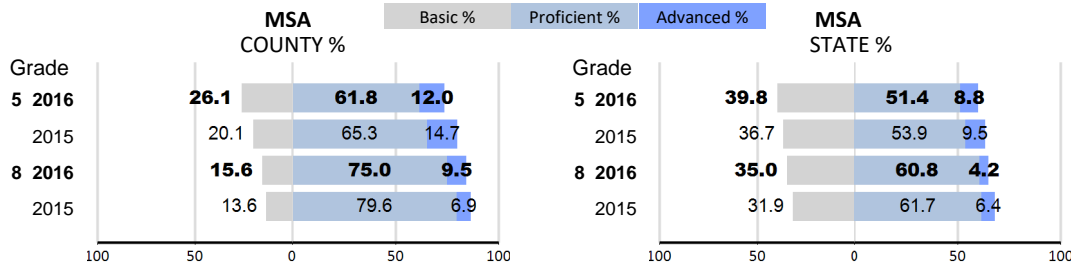 MSA Basic % Proficient % Advanced % MSA
COUNTY % STATE %
Grade
5 2016 26.1 61.8 12.0 5 2016 39.8 51.4 8.8
2015 20.1 65.3 14.7 2015 36.7 53.9 9.5
8 2016 15.6 75.0 9.5 8 2016 35.0 60.8 4.2
2015 13.6 79.6 6.9 2015 31.9 61.7 6.4
100 50 0 50 100 100 50 0 50 100